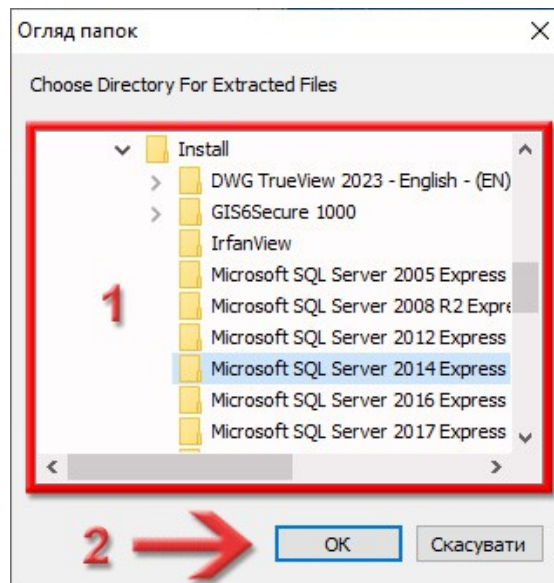 Огляд папок
Choose Directory For Extracted Files
Install
DWG TrueView 2023 - English - (EN)
GIS6Secure 1000
IrfanView
Microsoft SQL Server 2005 Express
Microsoft SQL Server 2008 R2 Expre
1
Microsoft SQL Server 2012 Express
Microsoft SQL Server 2014 Express
Microsoft SQL Server 2016 Express
Microsoft SQL Server 2017 Express
2
ОК
Скасувати